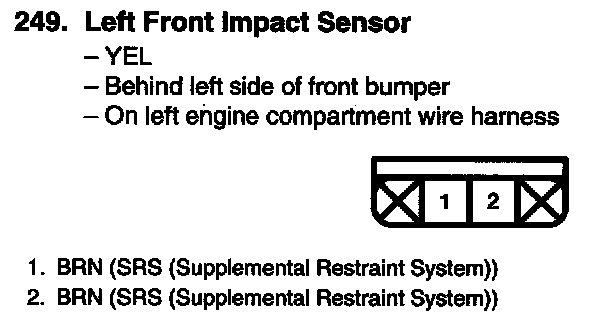 249. Left Front Impact Sensor
– YEL
– Behind left side of front bumper
– On left engine compartment wire harness
1 2
1. BRN (SRS (Supplemental Restraint System))
2. BRN (SRS (Supplemental Restraint System))